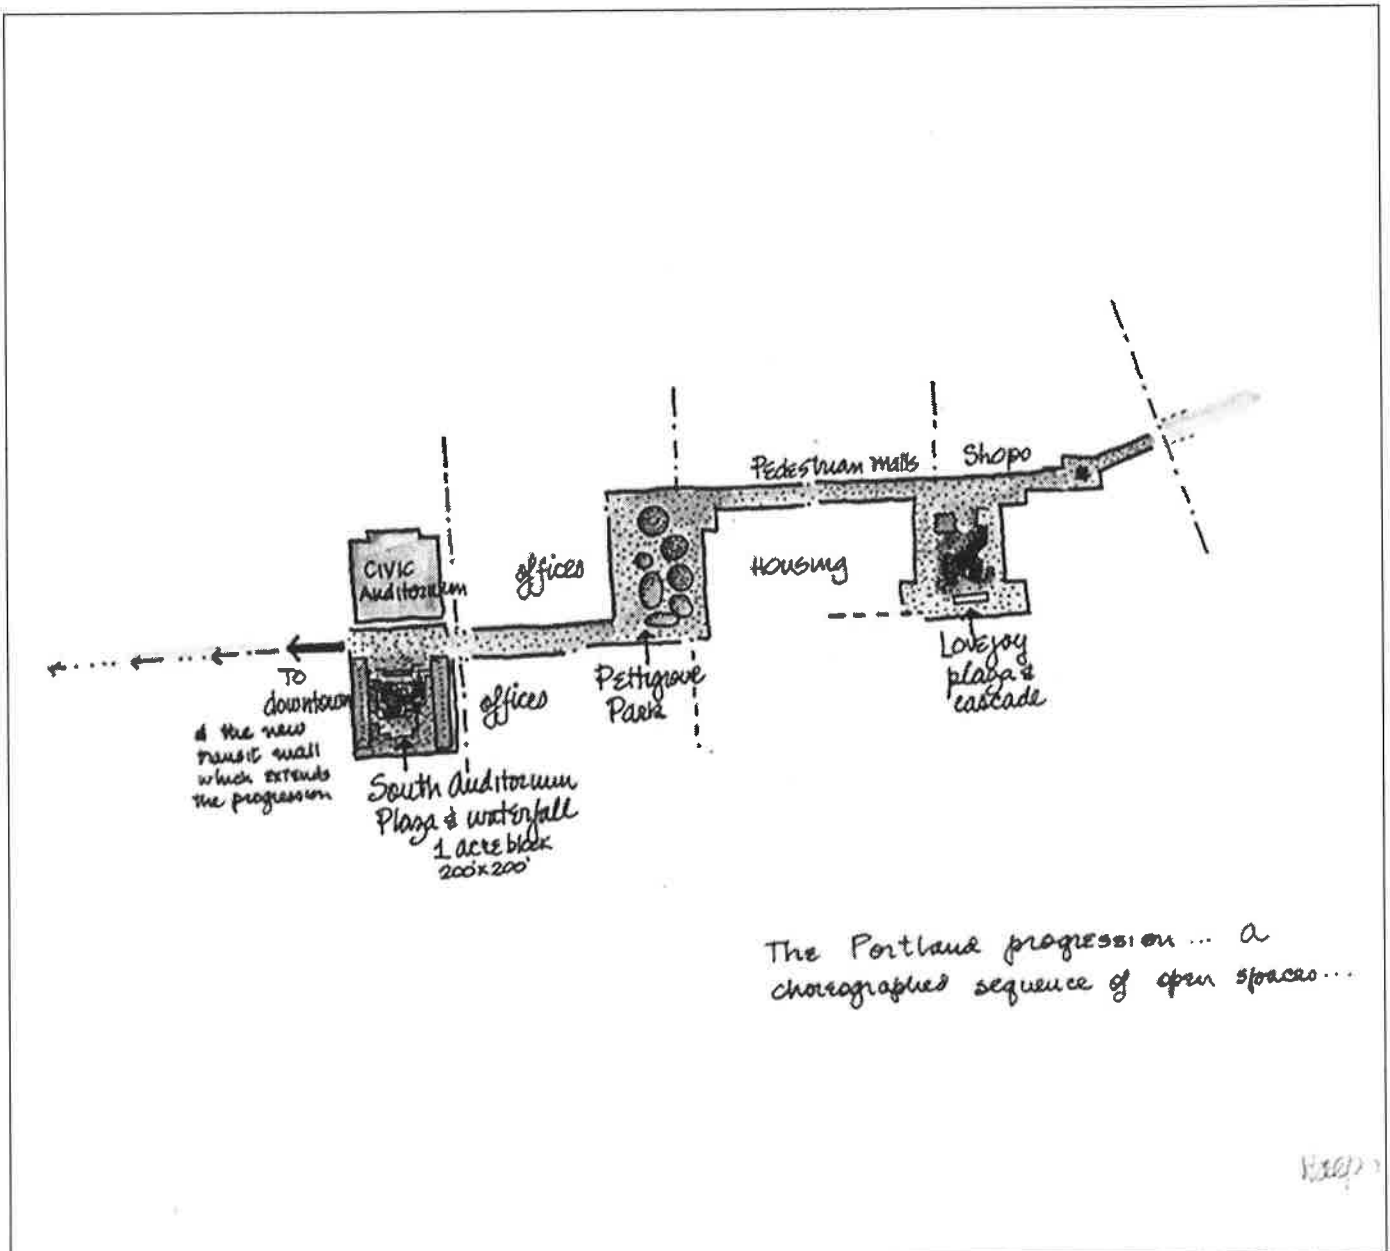 Pedestrian malls
Shops
CIVIC
Auditorium
offices
Housing
TO
downtown
& the new
transit mall
which extends
the progression
offices
Pettigrove
Park
Lovejoy
plaza &
cascade
South Auditorium
Plaza & waterfall
1 acre block
200'x200'
The Portland progression... a
choreographed sequence of open spaces...